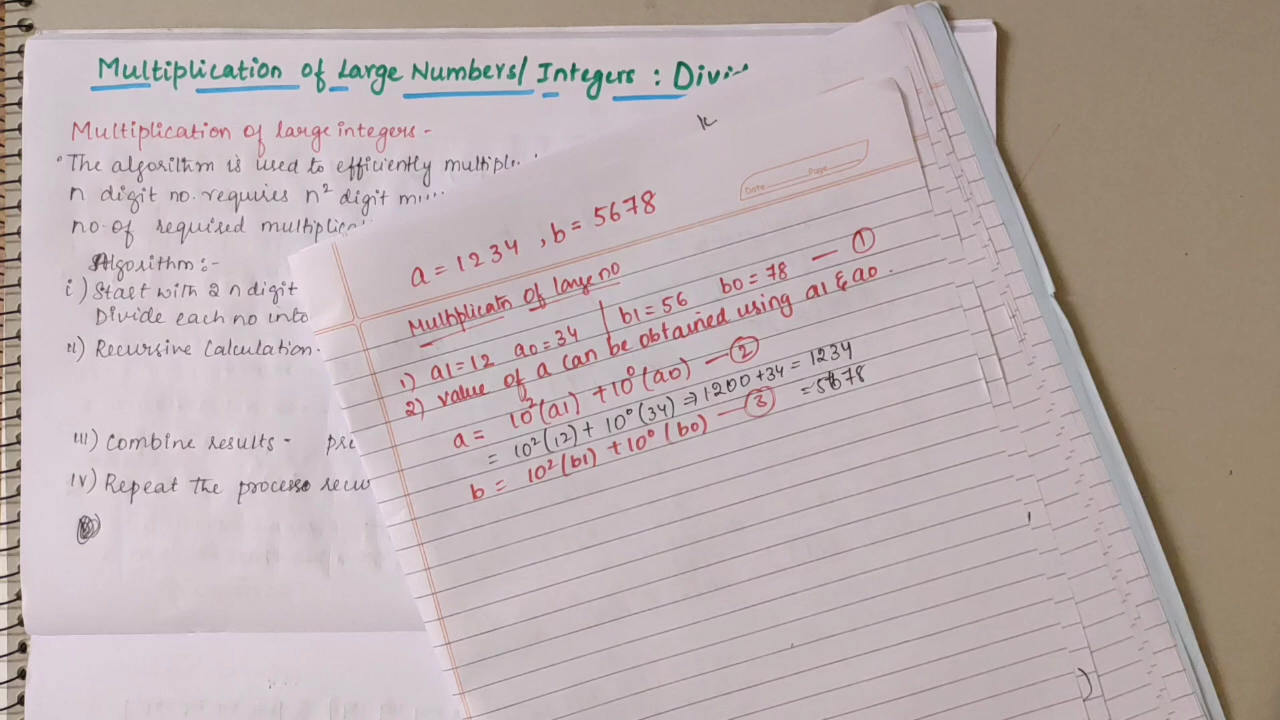 Multiplication of Large Numbers/ Integers : Divi
Multiplication of large integers -
The algorithm is used to efficiently multiple
n digit no. requires n² digit
no. of required
Algorithm :-
i) Start with 2 n digit
Divide each no into
ii) Recursive Calculation.
iii) Combine results -
iv) Repeat the process
Date Page
a = 1234 , b = 5678
Multiplicatn Of large no
1) a1 = 12 a0 = 34 | b1 = 56 b0 = 78 — ①
2) value of a can be obtained using a1 & a0.
a = 10²(a1) + 10⁰(a0) — ②
= 10²(12) + 10⁰(34) ⇒ 1200 + 34 = 1234
b = 10²(b1) + 10⁰(b0) — ③ = 5678